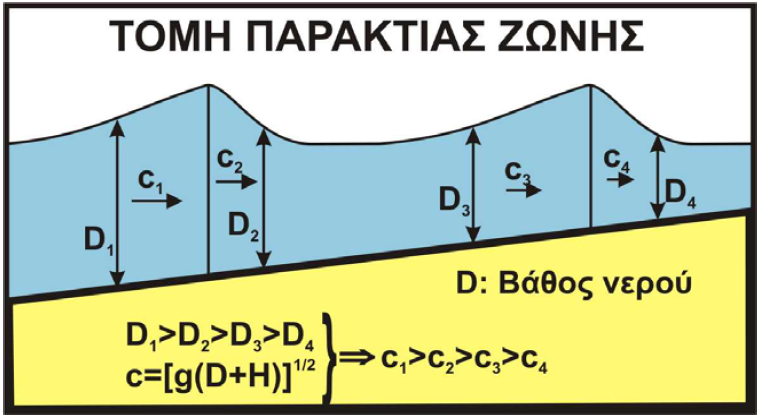 ΤΟΜΗ ΠΑΡΑΚΤΙΑΣ ΖΩΝΗΣ
c₁ c₂ c₃ c₄
D₁ D₂ D₃ D₄
D: Βάθος νερού
D₁>D₂>D₃>D₄
c=[g(D+H)]^1/2 ⇒ c₁>c₂>c₃>c₄